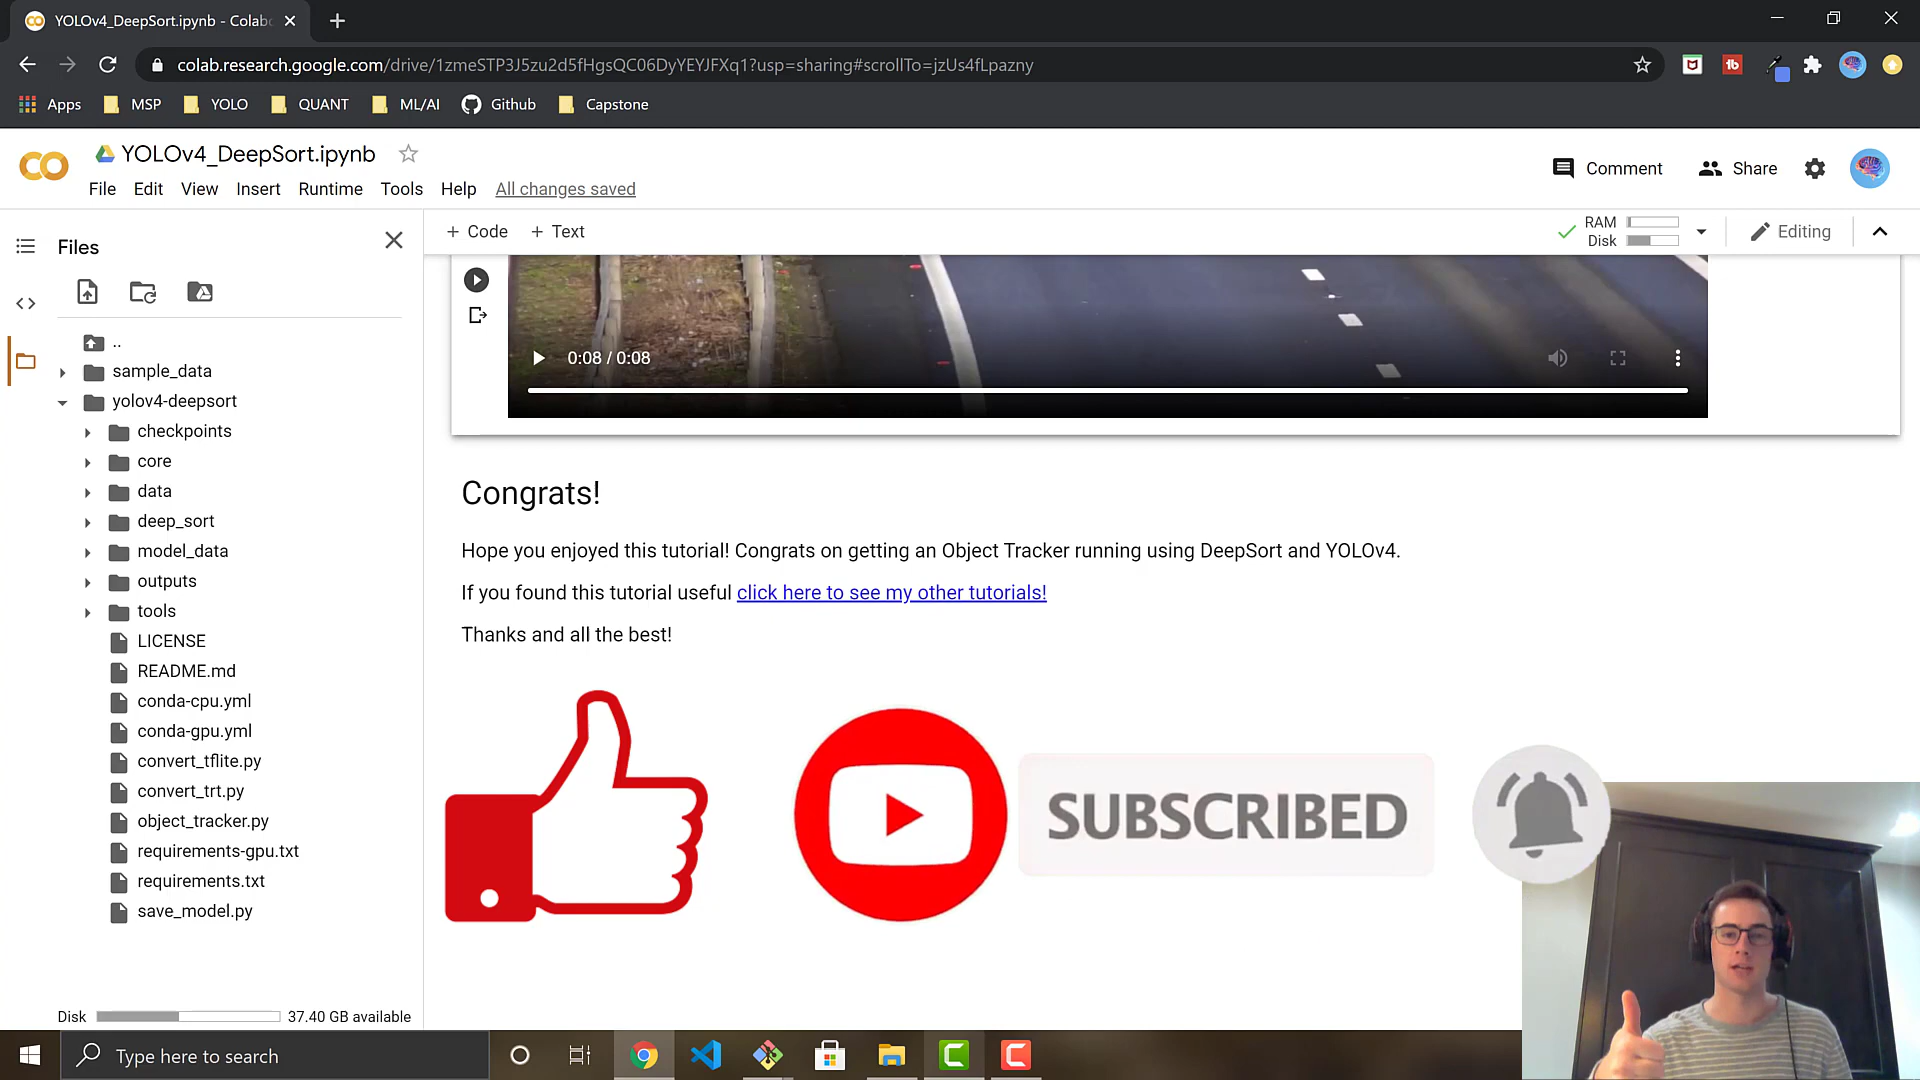 YOLOv4_DeepSort.ipynb - Colab
colab.research.google.com/drive/1zmeSTP3J5zu2d5fHgsQC06DyYEYJFXq1?usp=sharing#scrollTo=jzUs4fLpazny
Apps MSP YOLO QUANT ML/AI Github Capstone
YOLOv4_DeepSort.ipynb
Comment Share
File Edit View Insert Runtime Tools Help All changes saved
Files
+ Code + Text
RAM
Disk
Editing
..
sample_data
yolov4-deepsort
checkpoints
core
data
deep_sort
model_data
outputs
tools
LICENSE
README.md
conda-cpu.yml
conda-gpu.yml
convert_tflite.py
convert_trt.py
object_tracker.py
requirements-gpu.txt
requirements.txt
save_model.py
Disk 37.40 GB available
0:08 / 0:08
Congrats!
Hope you enjoyed this tutorial! Congrats on getting an Object Tracker running using DeepSort and YOLOv4.
If you found this tutorial useful click here to see my other tutorials!
Thanks and all the best!
SUBSCRIBED
Type here to search